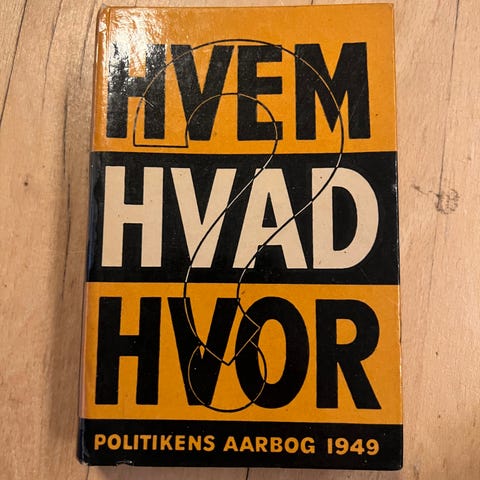 HVEM
HVAD
HVOR
POLITIKENS AARBOG 1949